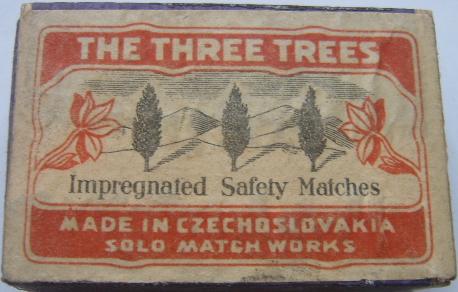 THE THREE TREES
Impregnated Safety Matches
MADE IN CZECHOSLOVAKIA
SOLO MATCH WORKS